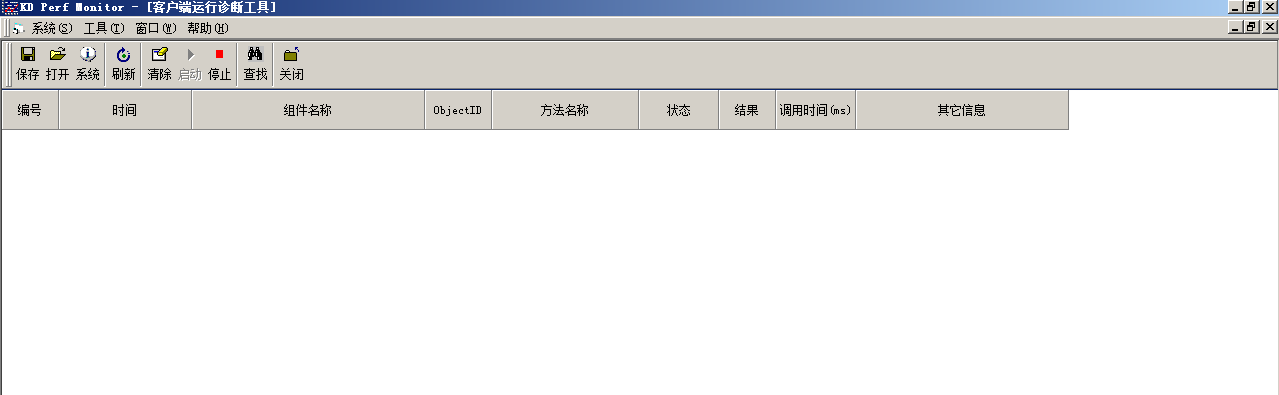 KD Perf Monitor - [客户端运行诊断工具]
系统(S) 工具(T) 窗口(W) 帮助(H)
保存 打开 系统 刷新 清除 启动 停止 查找 关闭
编号 时间 组件名称 ObjectID 方法名称 状态 结果 调用时间(ms) 其它信息